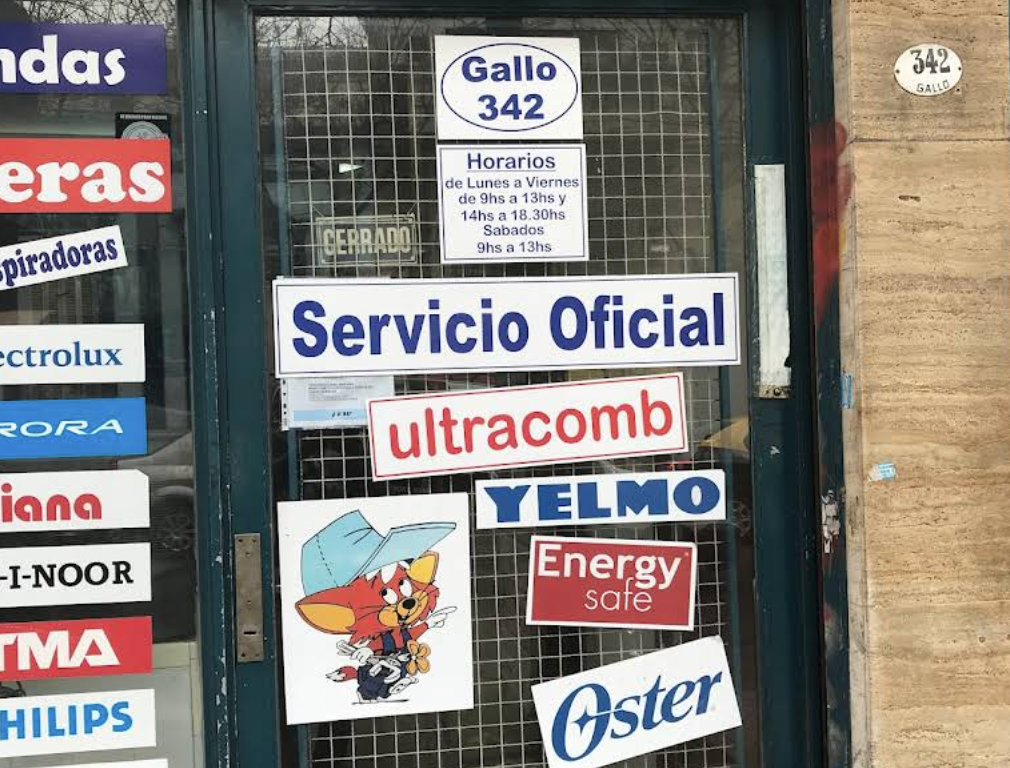 ndas
eras
spiradoras
ectrolux
RORA
iana
-I-NOOR
TMA
HILIPS
Gallo
342
Horarios
de Lunes a Viernes
de 9hs a 13hs y
14hs a 18.30hs
Sabados
9hs a 13hs
CERRADO
Servicio Oficial
ultracomb
YELMO
Energy
safe
Oster
342
GALLO